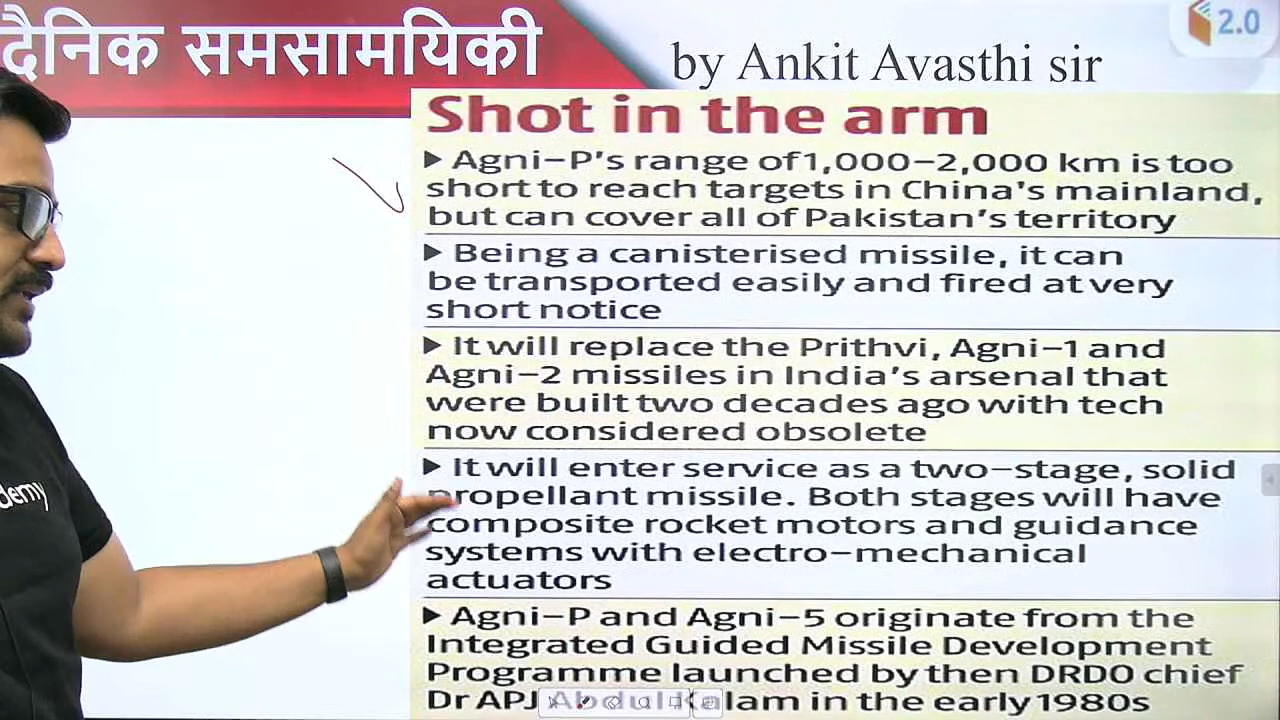 दैनिक समसामयिकी
by Ankit Avasthi sir
2.0
Shot in the arm
▶ Agni-P's range of 1,000-2,000 km is too
short to reach targets in China's mainland,
but can cover all of Pakistan's territory
▶ Being a canisterised missile, it can
be transported easily and fired at very
short notice
▶ It will replace the Prithvi, Agni-1 and
Agni-2 missiles in India's arsenal that
were built two decades ago with tech
now considered obsolete
▶ It will enter service as a two-stage, solid
propellant missile. Both stages will have
composite rocket motors and guidance
systems with electro-mechanical
actuators
▶ Agni-P and Agni-5 originate from the
Integrated Guided Missile Development
Programme launched by then DRDO chief
Dr APJ Abdul Kalam in the early 1980s
demy